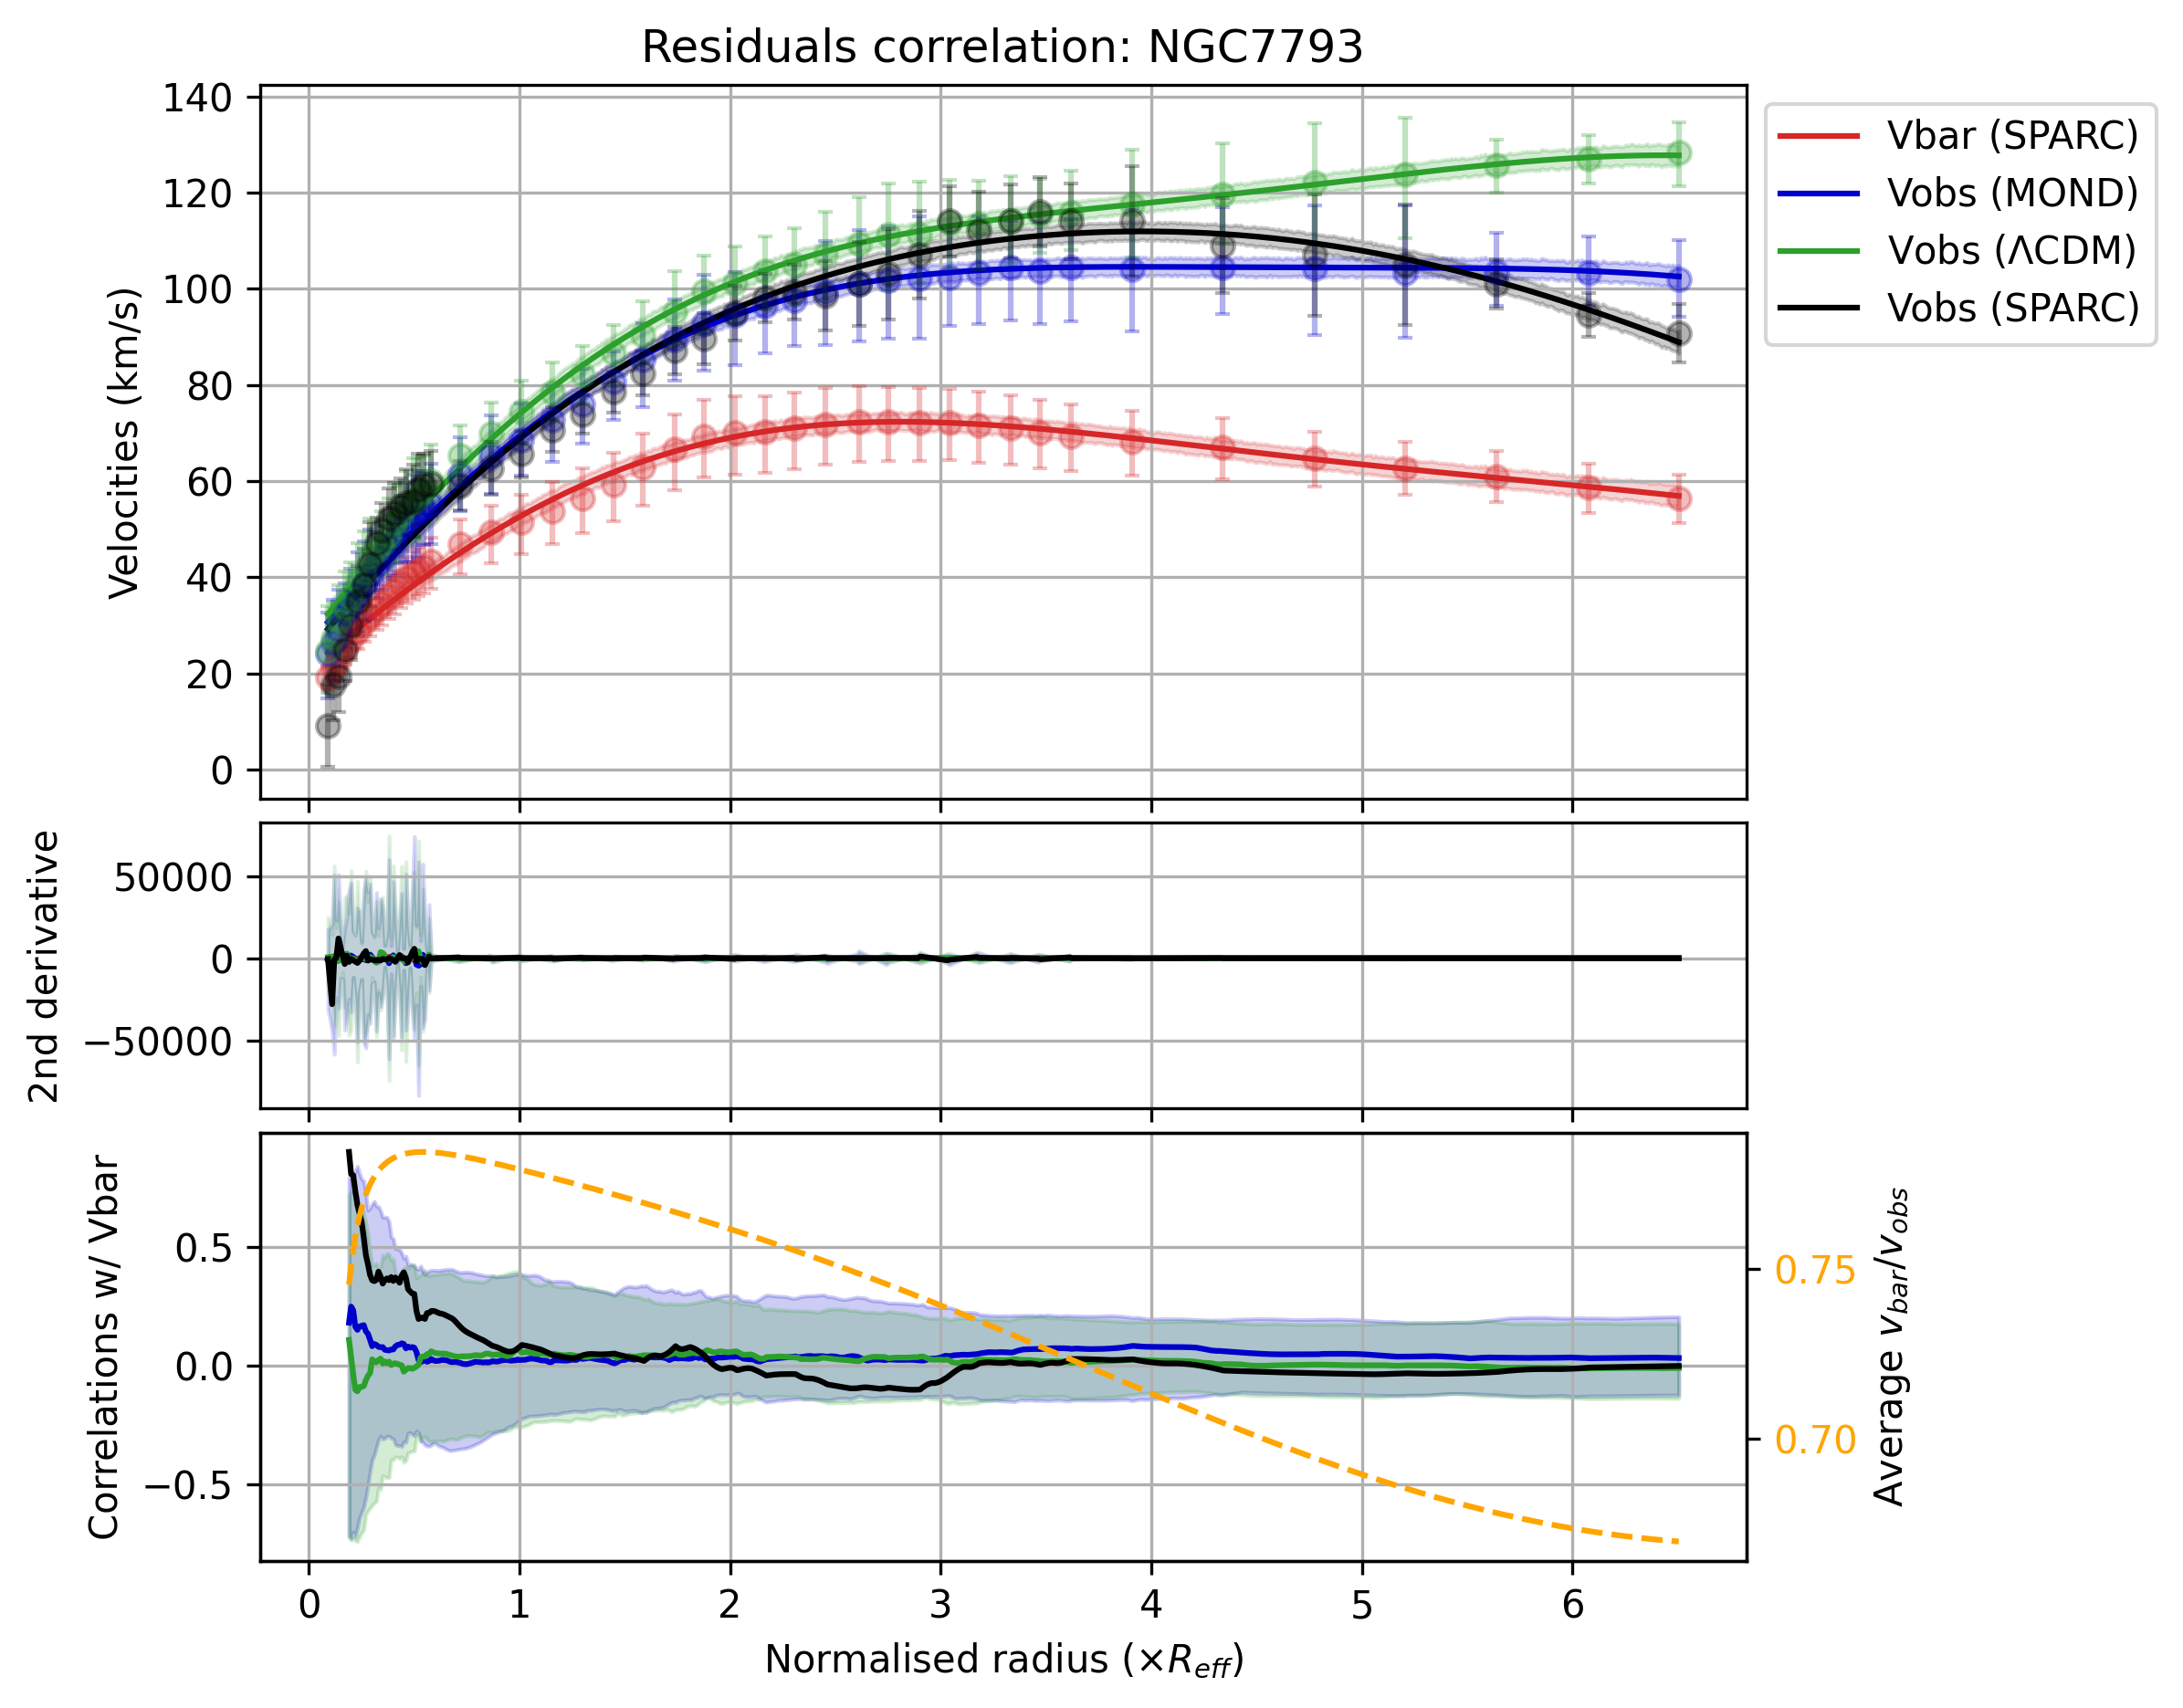 Residuals correlation: NGC7793
140
120
100
80
60
40
20
0
Velocities (km/s)
Vbar (SPARC)
Vobs (MOND)
Vobs (ΛCDM)
Vobs (SPARC)
50000
0
−50000
2nd derivative
0.5
0.0
−0.5
Correlations w/ Vbar
0.75
0.70
Average v_bar/v_obs
0 1 2 3 4 5 6
Normalised radius (×R_eff)